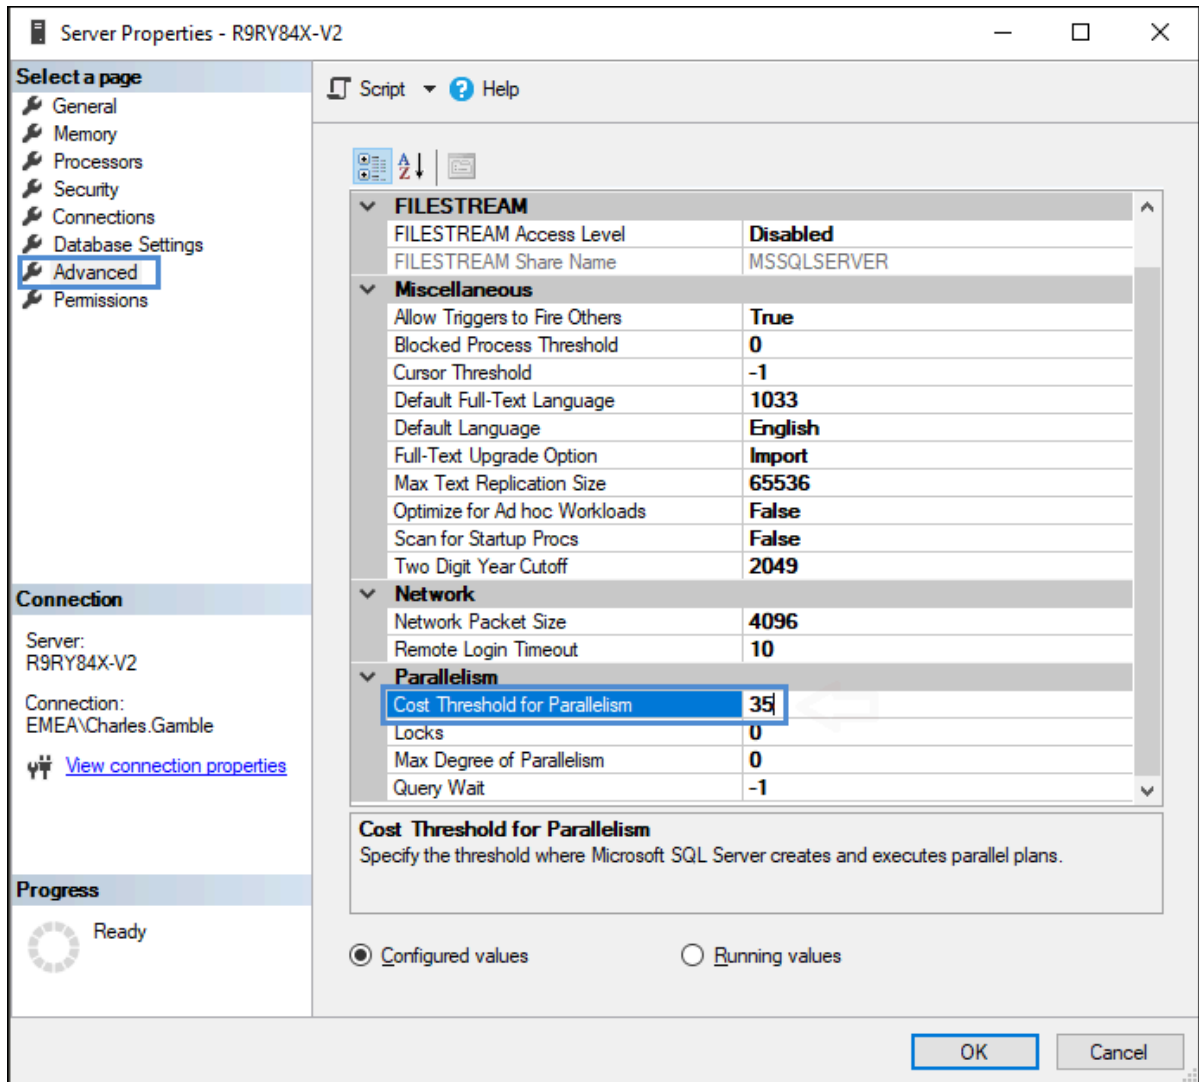 Server Properties - R9RY84X-V2
Select a page
General
Memory
Processors
Security
Connections
Database Settings
Advanced
Permissions
Connection
Server:
R9RY84X-V2
Connection:
EMEA\Charles.Gamble
View connection properties
Progress
Ready
Script Help
FILESTREAM
FILESTREAM Access Level Disabled
FILESTREAM Share Name MSSQLSERVER
Miscellaneous
Allow Triggers to Fire Others True
Blocked Process Threshold 0
Cursor Threshold -1
Default Full-Text Language 1033
Default Language English
Full-Text Upgrade Option Import
Max Text Replication Size 65536
Optimize for Ad hoc Workloads False
Scan for Startup Procs False
Two Digit Year Cutoff 2049
Network
Network Packet Size 4096
Remote Login Timeout 10
Parallelism
Cost Threshold for Parallelism 35
Locks 0
Max Degree of Parallelism 0
Query Wait -1
Cost Threshold for Parallelism
Specify the threshold where Microsoft SQL Server creates and executes parallel plans.
Configured values Running values
OK Cancel